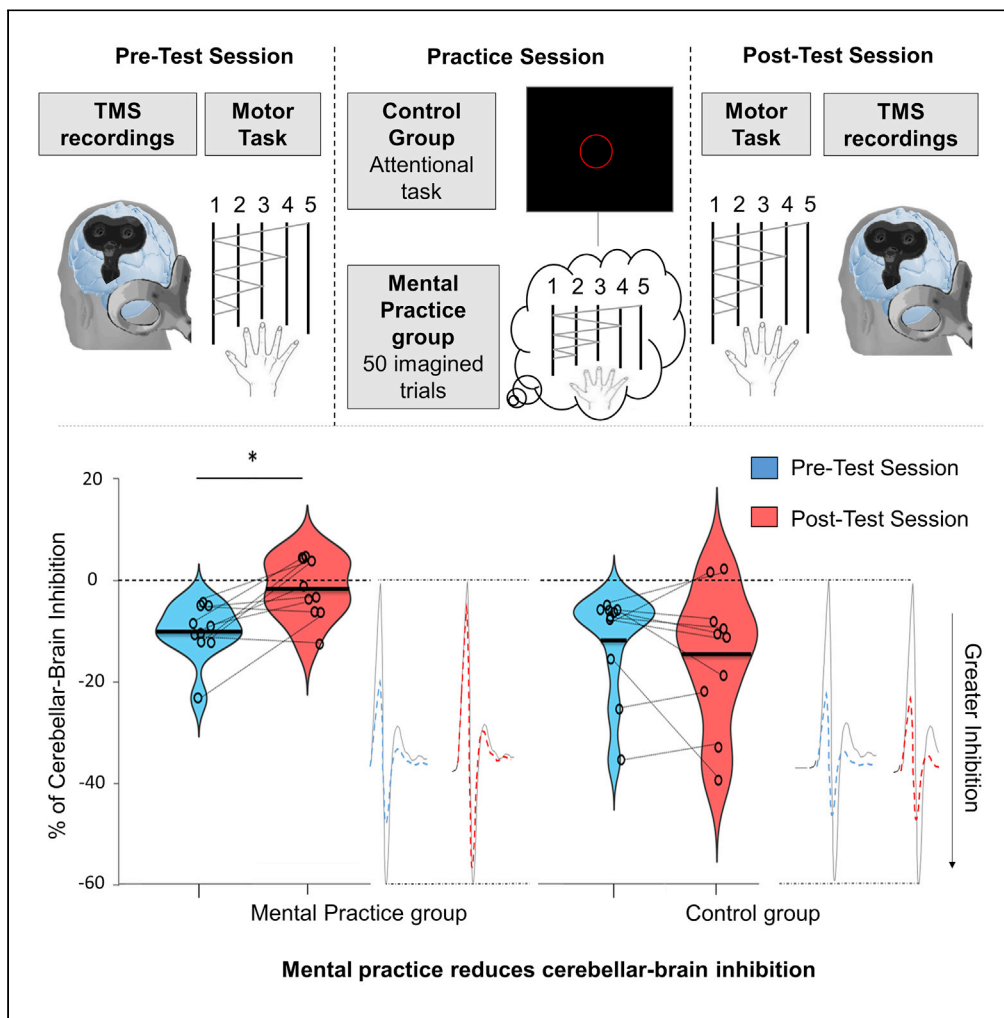 Pre-Test Session
Practice Session
Post-Test Session
TMS
recordings
Motor
Task
1 2 3 4 5
Control
Group
Attentional
task
Mental
Practice
group
50 imagined
trials
1 2 3 4 5
Motor
Task
TMS
recordings
1 2 3 4 5
Pre-Test Session
Post-Test Session
% of Cerebellar-Brain Inhibition
20
0
-20
-40
-60
*
Greater Inhibition
Mental Practice group
Control group
Mental practice reduces cerebellar-brain inhibition